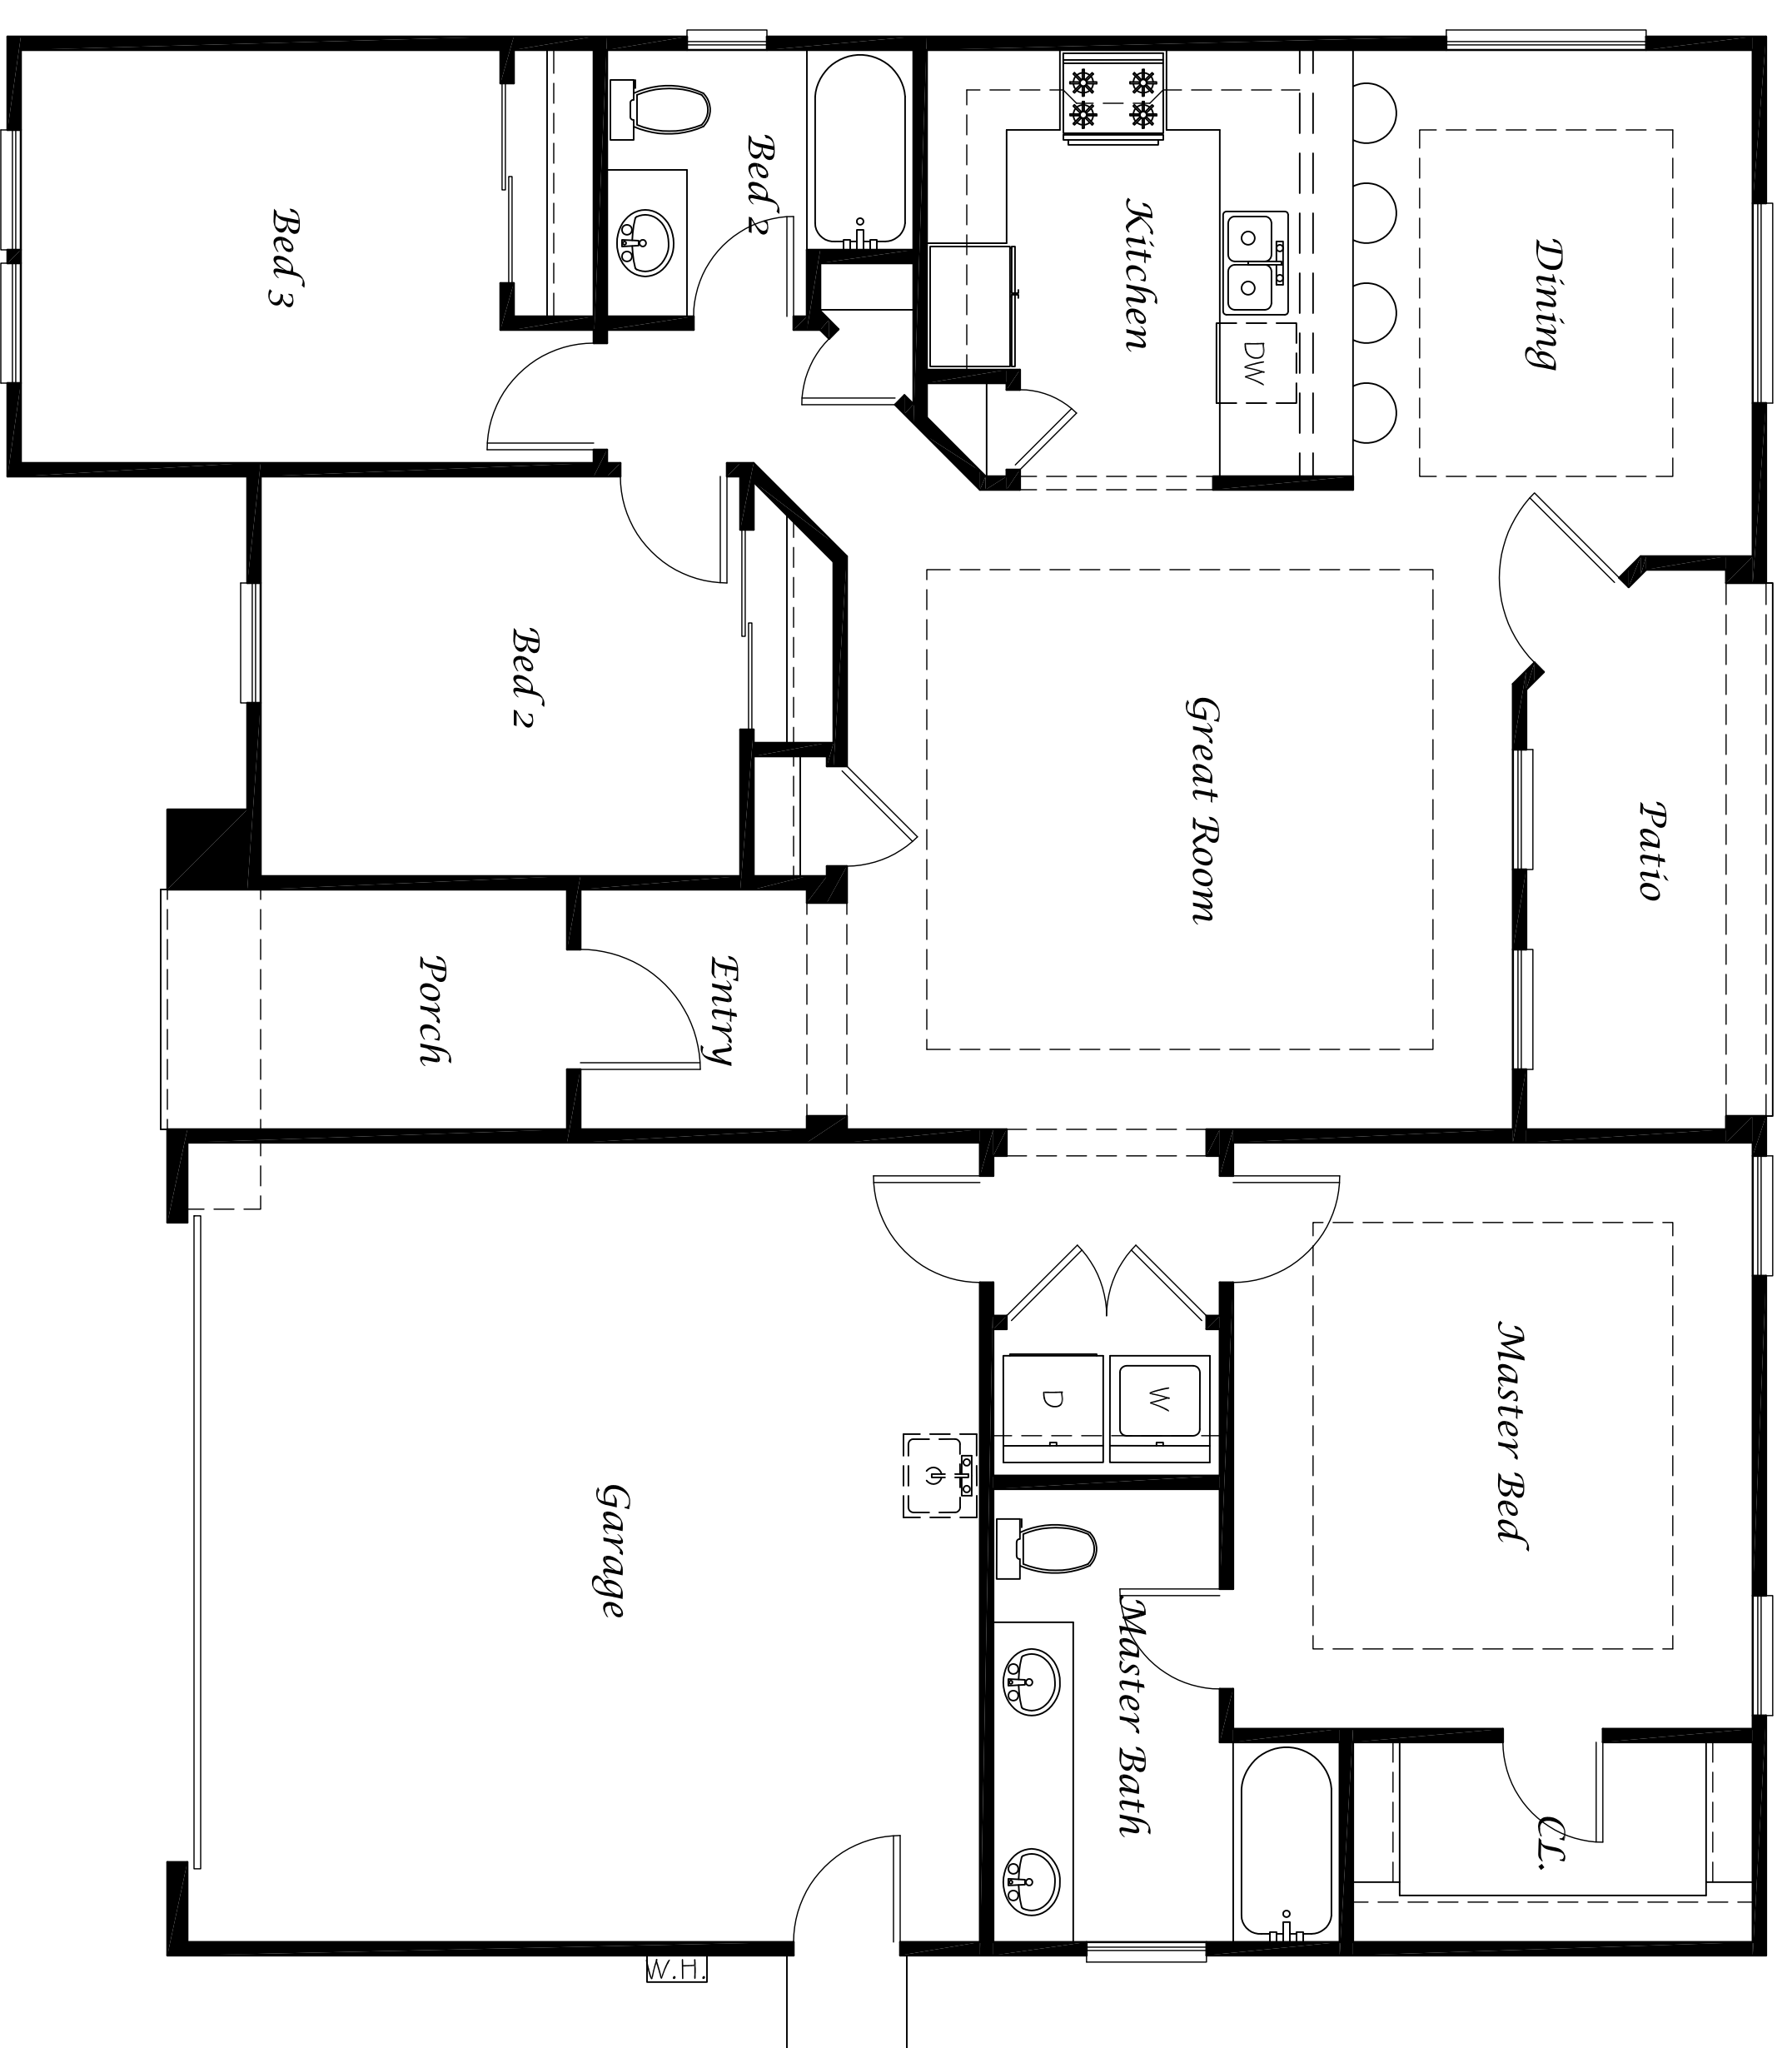 Dining
Kitchen
DW
Bed 2
Bed 3
Patio
Great Room
Bed 2
Entry
Porch
Master Bed
W
D
Garage
Master Bath
CL.
W.H.